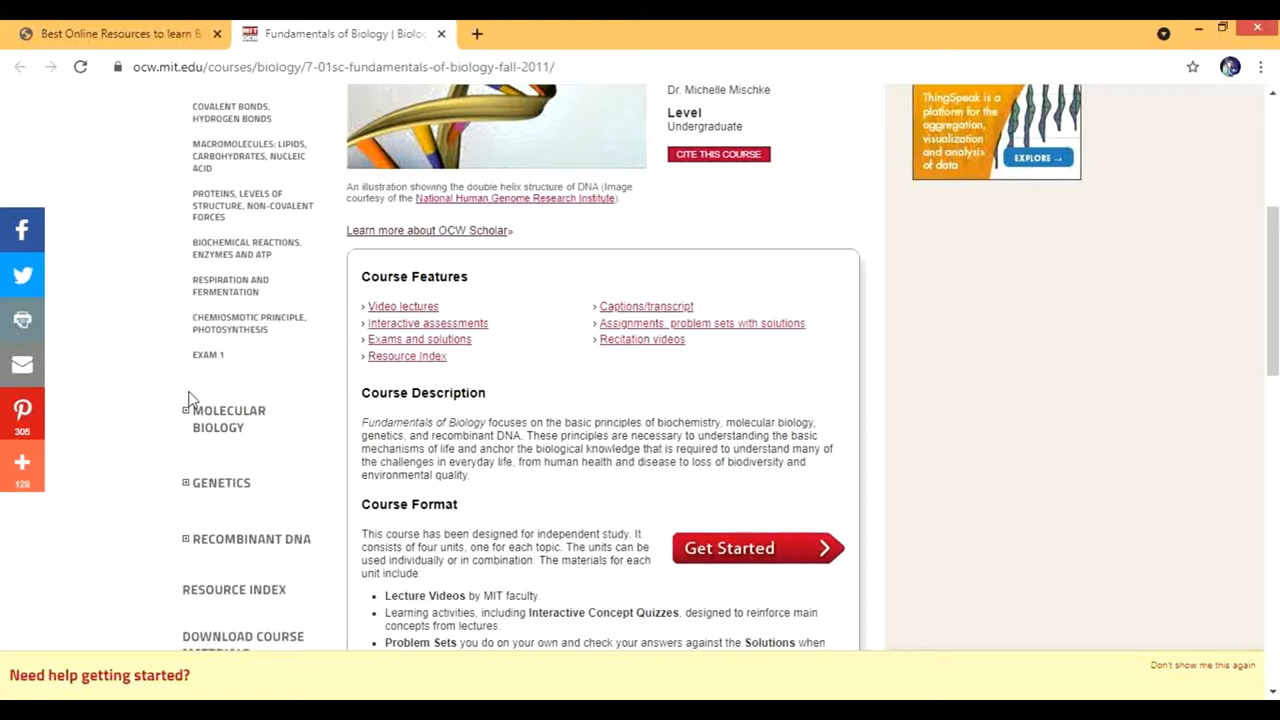 Best Online Resources to learn B
Fundamentals of Biology | Biolo
ocw.mit.edu/courses/biology/7-01sc-fundamentals-of-biology-fall-2011/
COVALENT BONDS,
HYDROGEN BONDS
MACROMOLECULES: LIPIDS,
CARBOHYDRATES, NUCLEIC
ACID
PROTEINS, LEVELS OF
STRUCTURE, NON-COVALENT
FORCES
BIOCHEMICAL REACTIONS,
ENZYMES AND ATP
RESPIRATION AND
FERMENTATION
CHEMIOSMOTIC PRINCIPLE,
PHOTOSYNTHESIS
EXAM 1
MOLECULAR
BIOLOGY
GENETICS
RECOMBINANT DNA
RESOURCE INDEX
DOWNLOAD COURSE
305
128
Dr. Michelle Mischke
Level
Undergraduate
CITE THIS COURSE
An illustration showing the double helix structure of DNA (Image
courtesy of the National Human Genome Research Institute).
Learn more about OCW Scholar»
Course Features
› Video lectures
› Interactive assessments
› Exams and solutions
› Resource Index
› Captions/transcript
› Assignments: problem sets with solutions
› Recitation videos
Course Description
Fundamentals of Biology focuses on the basic principles of biochemistry, molecular biology,
genetics, and recombinant DNA. These principles are necessary to understanding the basic
mechanisms of life and anchor the biological knowledge that is required to understand many of
the challenges in everyday life, from human health and disease to loss of biodiversity and
environmental quality.
Course Format
This course has been designed for independent study. It
consists of four units, one for each topic. The units can be
used individually or in combination. The materials for each
unit include:
Get Started
• Lecture Videos by MIT faculty.
• Learning activities, including Interactive Concept Quizzes, designed to reinforce main
concepts from lectures.
• Problem Sets you do on your own and check your answers against the Solutions when
ThingSpeak is a
platform for the
aggregation,
visualization
and analysis
of data
EXPLORE →
Need help getting started?
Don't show me this again